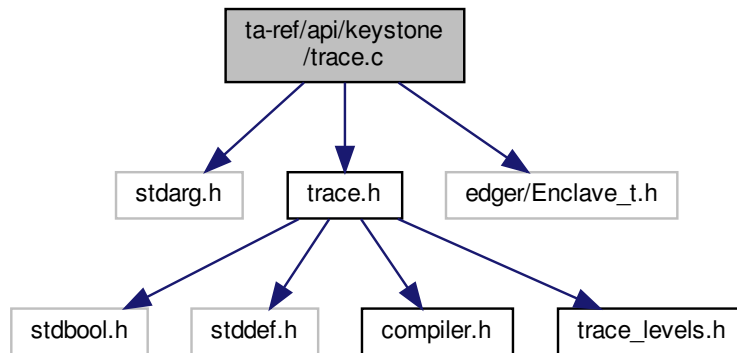 ta-ref/api/keystone
/trace.c
stdarg.h
trace.h
edger/Enclave_t.h
stdbool.h
stddef.h
compiler.h
trace_levels.h